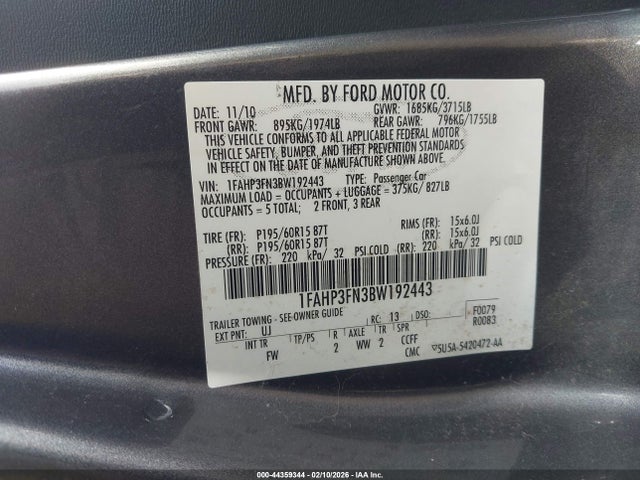 MFD. BY FORD MOTOR CO.
DATE: 11/10 GVWR: 1685KG/3715LB
FRONT GAWR: 895KG/1974LB REAR GAWR: 796KG/1755LB
THIS VEHICLE CONFORMS TO ALL APPLICABLE FEDERAL MOTOR
VEHICLE SAFETY, BUMPER, AND THEFT PREVENTION STANDARDS
IN EFFECT ON THE DATE OF MANUFACTURE SHOWN ABOVE.
VIN: 1FAHP3FN3BW192443 TYPE: Passenger Car
MAXIMUM LOAD = OCCUPANTS + LUGGAGE = 375KG/ 827LB
OCCUPANTS = 5 TOTAL; 2 FRONT, 3 REAR
TIRE (FR): P195/60R15 87T RIMS (FR): 15x6.0J
(RR): P195/60R15 87T (RR): 15x6.0J
PRESSURE (FR): 220 kPa/ 32 PSI COLD (RR): 220 kPa/ 32 PSI COLD
1FAHP3FN3BW192443
TRAILER TOWING - SEE OWNER GUIDE RC: 13 DSO: F0079
EXT PNT: UJ R0083
INT TR TP/PS R AXLE TR SPR CCFF
FW 2 WW 2 CMC 5U5A-5420472-AA
000-44359344 - 02/10/2026 - IAA Inc.